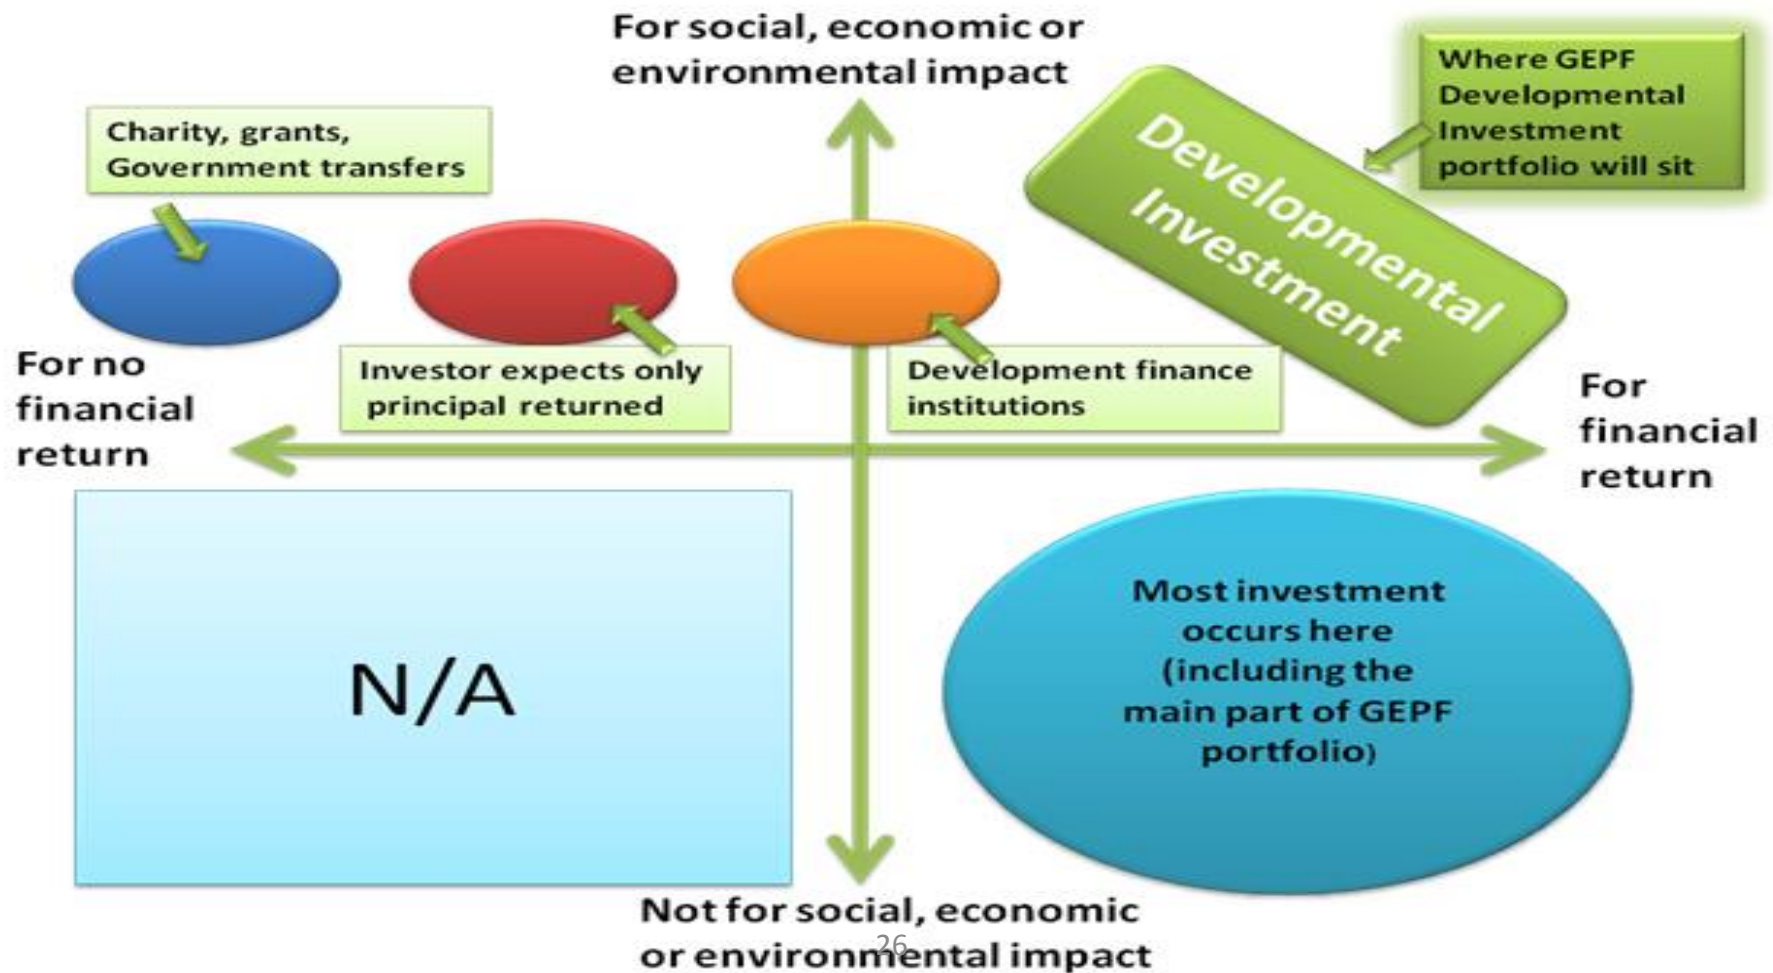 For social, economic or
environmental impact
Where GEPF
Developmental
Investment
portfolio will sit
Charity, grants,
Government transfers
Developmental
Investment
For no
financial
return
Investor expects only
principal returned
Development finance
institutions
For
financial
return
N/A
Most investment
occurs here
(including the
main part of GEPF
portfolio)
Not for social, economic
or environmental impact
26